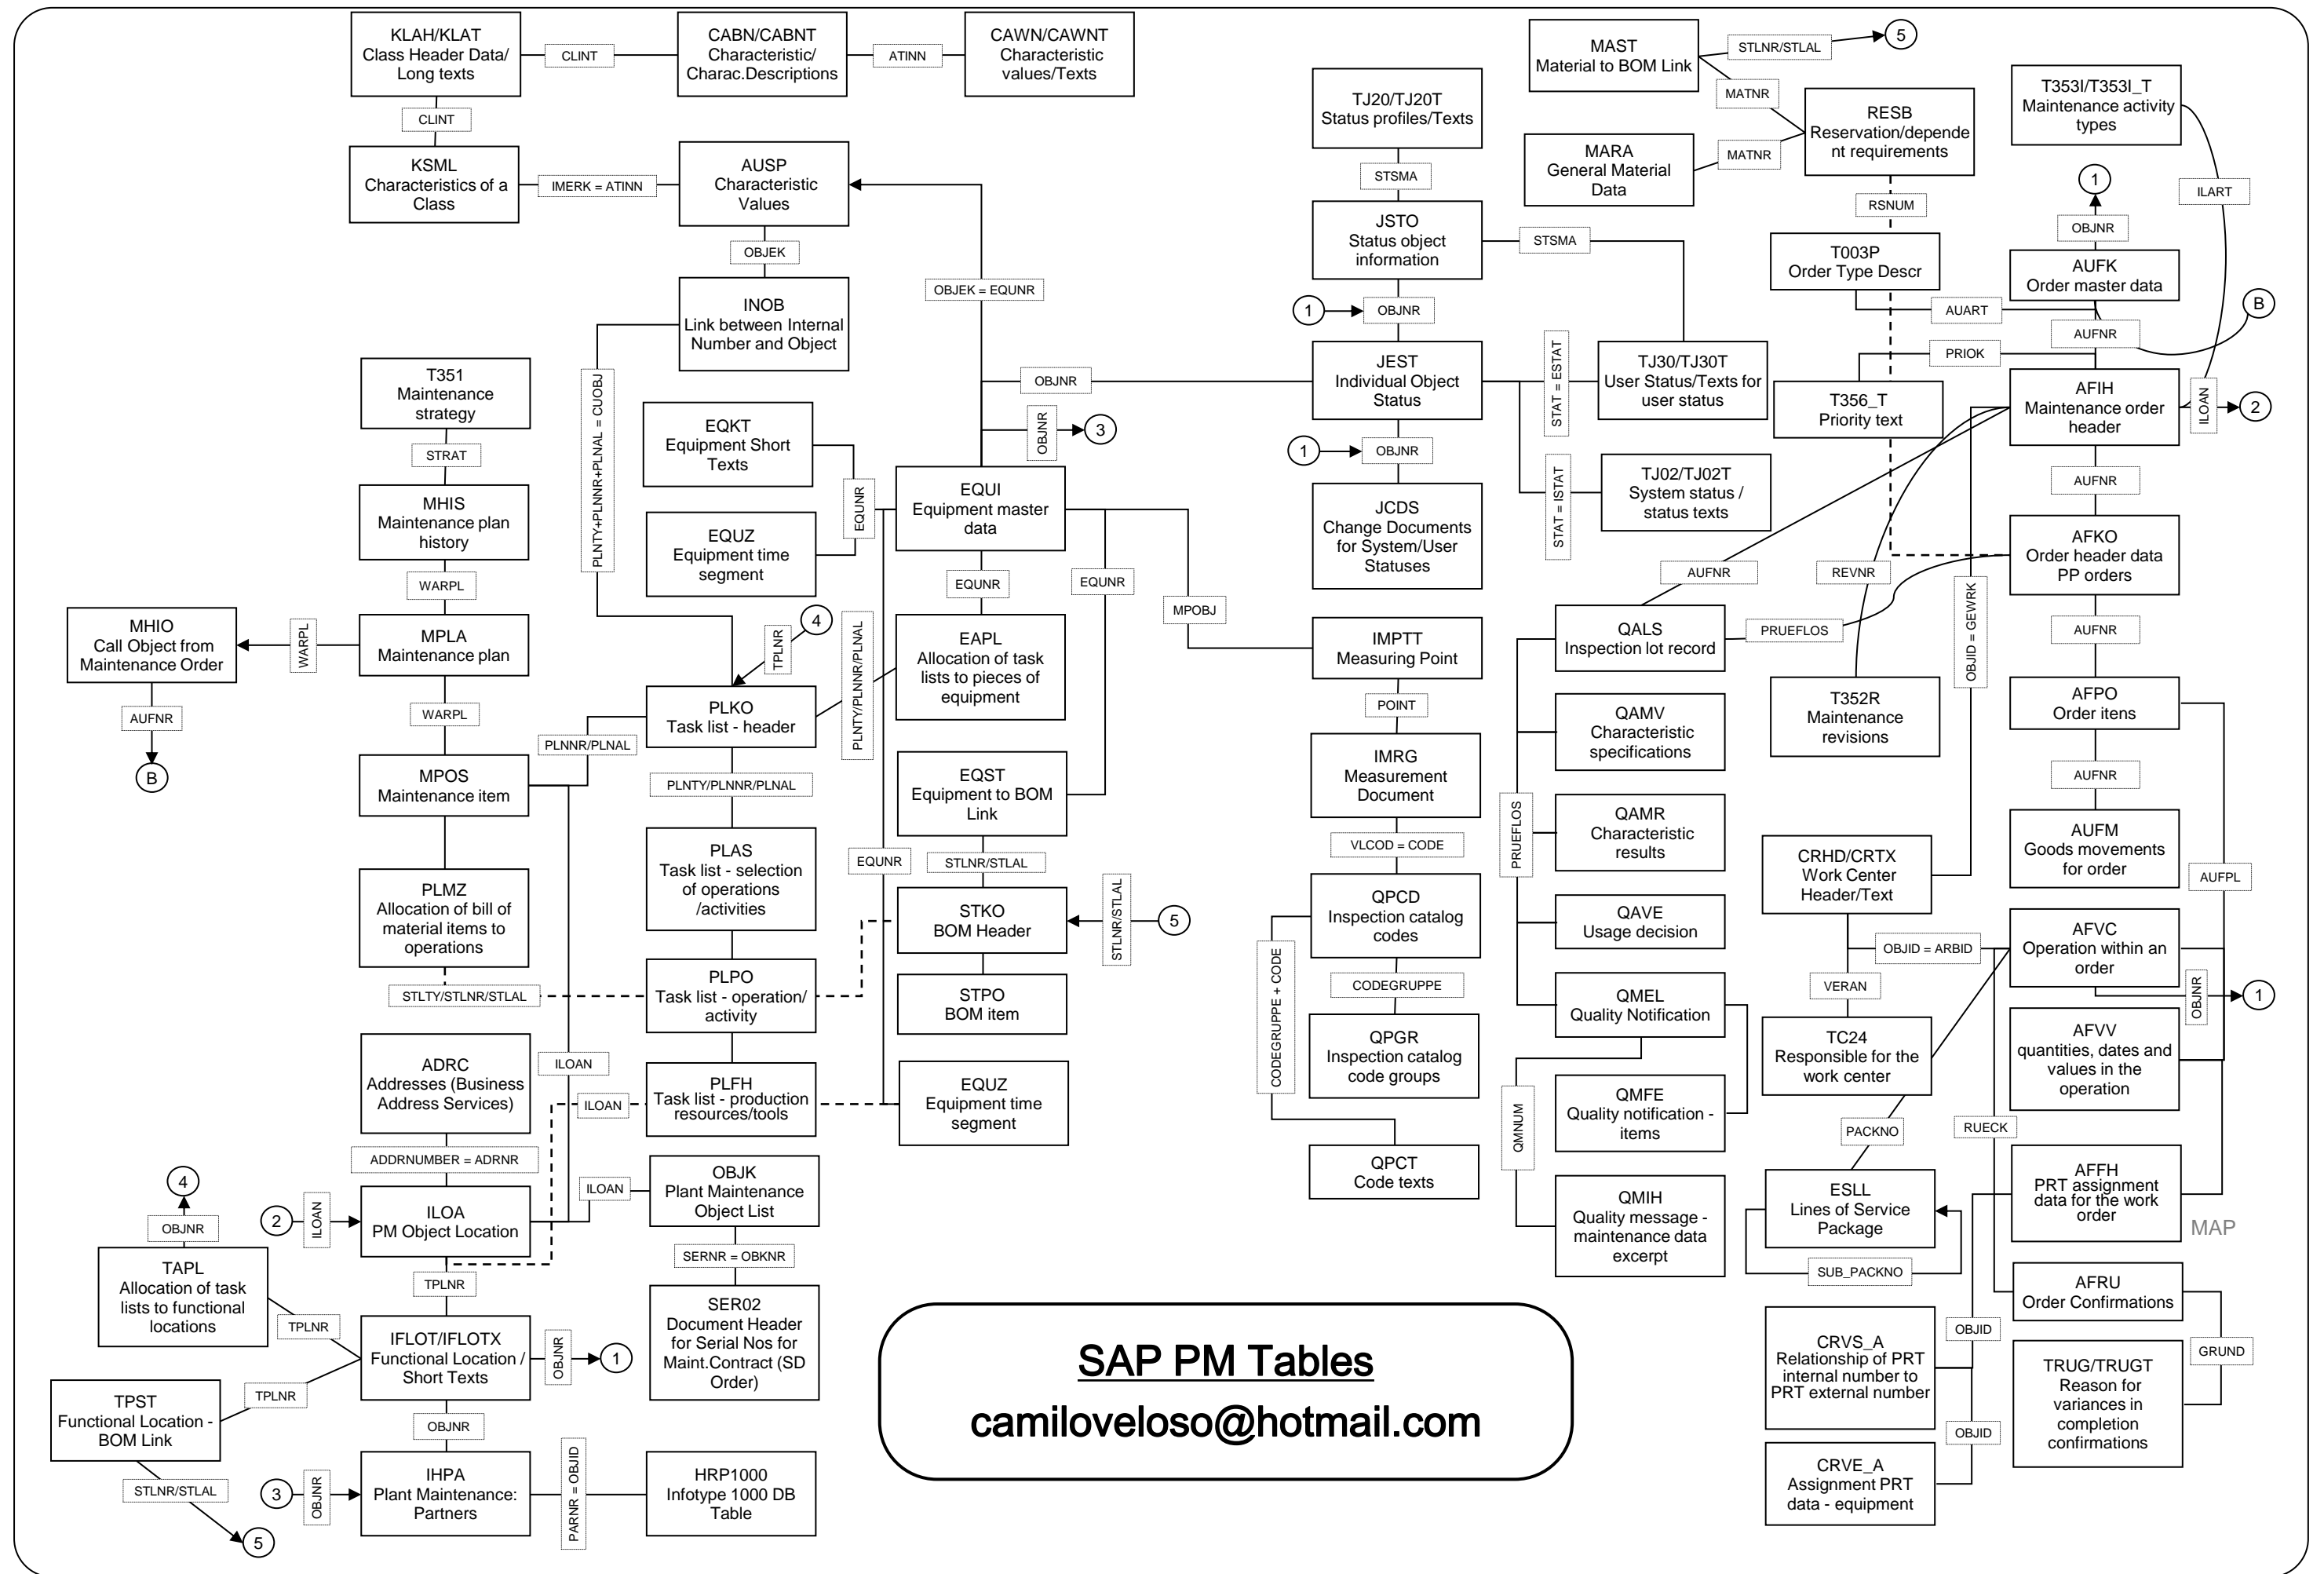 KLAH/KLAT
Class Header Data/
Long texts
CLINT
CABN/CABNT
Characteristic/
Charac.Descriptions
ATINN
CAWN/CAWNT
Characteristic
values/Texts
CLINT
KSML
Characteristics of a
Class
IMERK = ATINN
AUSP
Characteristic
Values
OBJEK
INOB
Link between Internal
Number and Object
OBJEK = EQUNR
PLNTY+PLNNR+PLNAL = CUOBJ
T351
Maintenance
strategy
STRAT
MHIS
Maintenance plan
history
WARPL
MHIO
Call Object from
Maintenance Order
WARPL
MPLA
Maintenance plan
AUFNR
B
WARPL
MPOS
Maintenance item
PLNNR/PLNAL
PLMZ
Allocation of bill of
material items to
operations
STLTY/STLNR/STLAL
EQKT
Equipment Short
Texts
EQUNR
EQUZ
Equipment time
segment
OBJNR
OBJNR
3
EQUI
Equipment master
data
EQUNR
EQUNR
MPOBJ
4
TPLNR
PLNTY/PLNNR/PLNAL
EAPL
Allocation of task
lists to pieces of
equipment
PLKO
Task list - header
PLNTY/PLNNR/PLNAL
EQST
Equipment to BOM
Link
PLAS
Task list - selection
of operations
/activities
EQUNR
STLNR/STLAL
STKO
BOM Header
STLNR/STLAL
5
PLPO
Task list - operation/
activity
STPO
BOM item
ADRC
Addresses (Business
Address Services)
ILOAN
ILOAN
PLFH
Task list - production
resources/tools
EQUZ
Equipment time
segment
ADDRNUMBER = ADRNR
4
OBJNR
2
ILOAN
ILOA
PM Object Location
ILOAN
OBJK
Plant Maintenance
Object List
SERNR = OBKNR
TAPL
Allocation of task
lists to functional
locations
TPLNR
TPLNR
SER02
Document Header
for Serial Nos for
Maint.Contract (SD
Order)
IFLOT/IFLOTX
Functional Location /
Short Texts
OBJNR
1
TPST
Functional Location -
BOM Link
TPLNR
OBJNR
STLNR/STLAL
5
3
OBJNR
IHPA
Plant Maintenance:
Partners
PARNR = OBJID
HRP1000
Infotype 1000 DB
Table
TJ20/TJ20T
Status profiles/Texts
STSMA
JSTO
Status object
information
STSMA
1
OBJNR
JEST
Individual Object
Status
STAT = ESTAT
TJ30/TJ30T
User Status/Texts for
user status
1
OBJNR
STAT = ISTAT
TJ02/TJ02T
System status /
status texts
JCDS
Change Documents
for System/User
Statuses
IMPTT
Measuring Point
POINT
IMRG
Measurement
Document
VLCOD = CODE
QPCD
Inspection catalog
codes
CODEGRUPPE + CODE
CODEGRUPPE
QPGR
Inspection catalog
code groups
QPCT
Code texts
MAST
Material to BOM Link
STLNR/STLAL
5
MATNR
MARA
General Material
Data
MATNR
RESB
Reservation/depende
nt requirements
RSNUM
T353I/T353I_T
Maintenance activity
types
ILART
1
OBJNR
T003P
Order Type Descr
AUFK
Order master data
B
AUART
AUFNR
PRIOK
T356_T
Priority text
AFIH
Maintenance order
header
ILOAN
2
AUFNR
AFKO
Order header data
PP orders
AUFNR
REVNR
OBJID = GEWRK
QALS
Inspection lot record
PRUEFLOS
AUFNR
T352R
Maintenance
revisions
AFPO
Order itens
QAMV
Characteristic
specifications
AUFNR
PRUEFLOS
QAMR
Characteristic
results
CRHD/CRTX
Work Center
Header/Text
AUFM
Goods movements
for order
AUFPL
QAVE
Usage decision
OBJID = ARBID
AFVC
Operation within an
order
VERAN
OBJNR
1
QMEL
Quality Notification
TC24
Responsible for the
work center
AFVV
quantities, dates and
values in the
operation
QMNUM
QMFE
Quality notification -
items
PACKNO
RUECK
QMIH
Quality message -
maintenance data
excerpt
ESLL
Lines of Service
Package
SUB_PACKNO
AFFH
PRT assignment
data for the work
order
MAP
AFRU
Order Confirmations
OBJID
CRVS_A
Relationship of PRT
internal number to
PRT external number
GRUND
TRUG/TRUGT
Reason for
variances in
completion
confirmations
OBJID
CRVE_A
Assignment PRT
data - equipment
SAP PM Tables
camiloveloso@hotmail.com
TPLNR